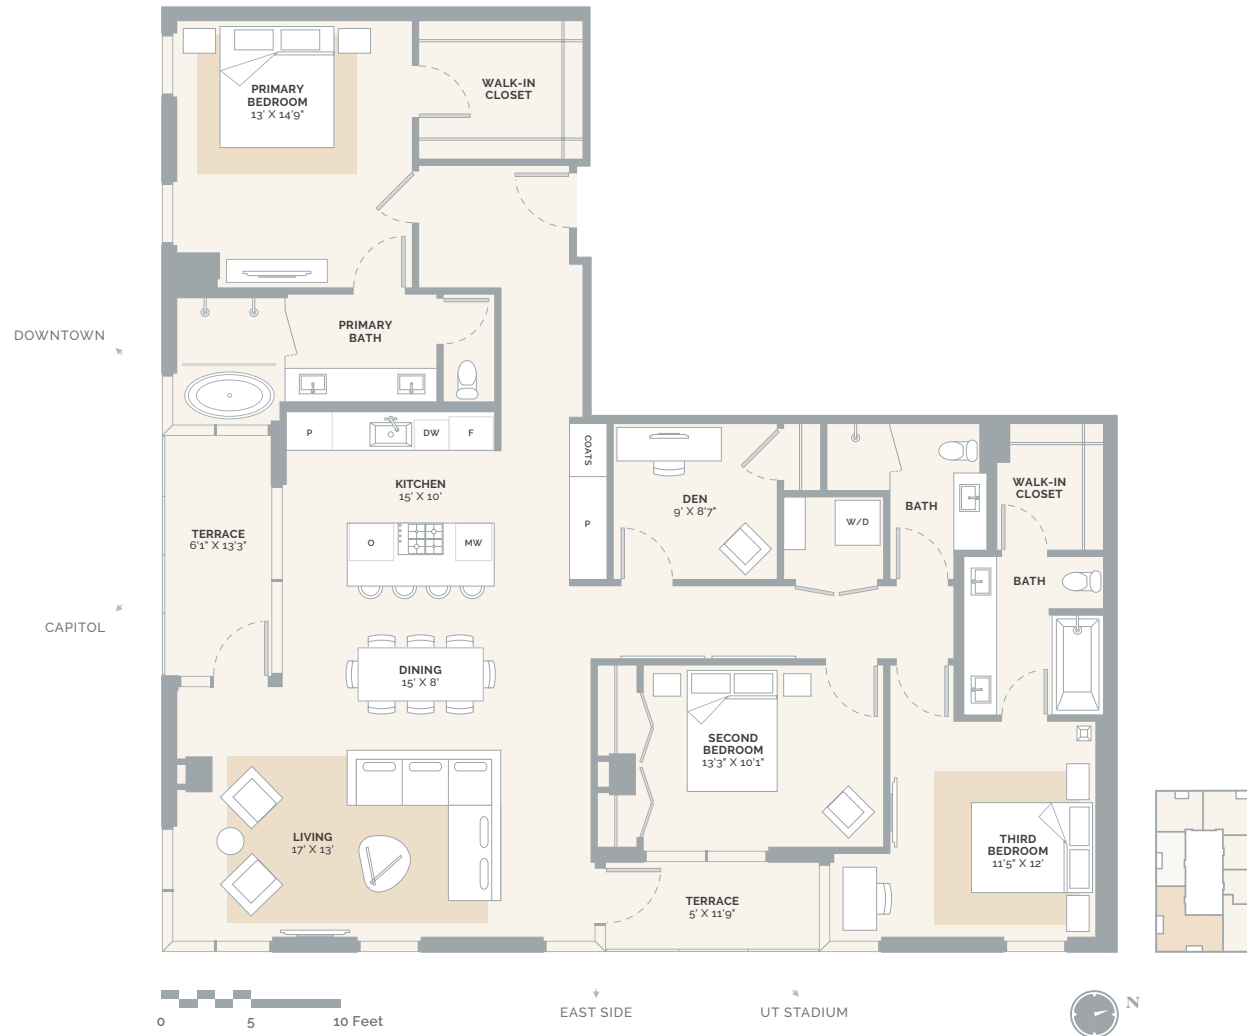 PRIMARY
BEDROOM
13' X 14'9"
WALK-IN
CLOSET
DOWNTOWN
PRIMARY
BATH
P
DW
F
COATS
KITCHEN
15' X 10'
DEN
9' X 8'7"
BATH
WALK-IN
CLOSET
TERRACE
6'1" X 13'3"
O
MW
P
W/D
BATH
CAPITOL
DINING
15' X 8'
SECOND
BEDROOM
13'3" X 10'1"
LIVING
17' X 13'
THIRD
BEDROOM
11'5" X 12'
TERRACE
5' X 11'9"
0
5
10 Feet
EAST SIDE
UT STADIUM
N